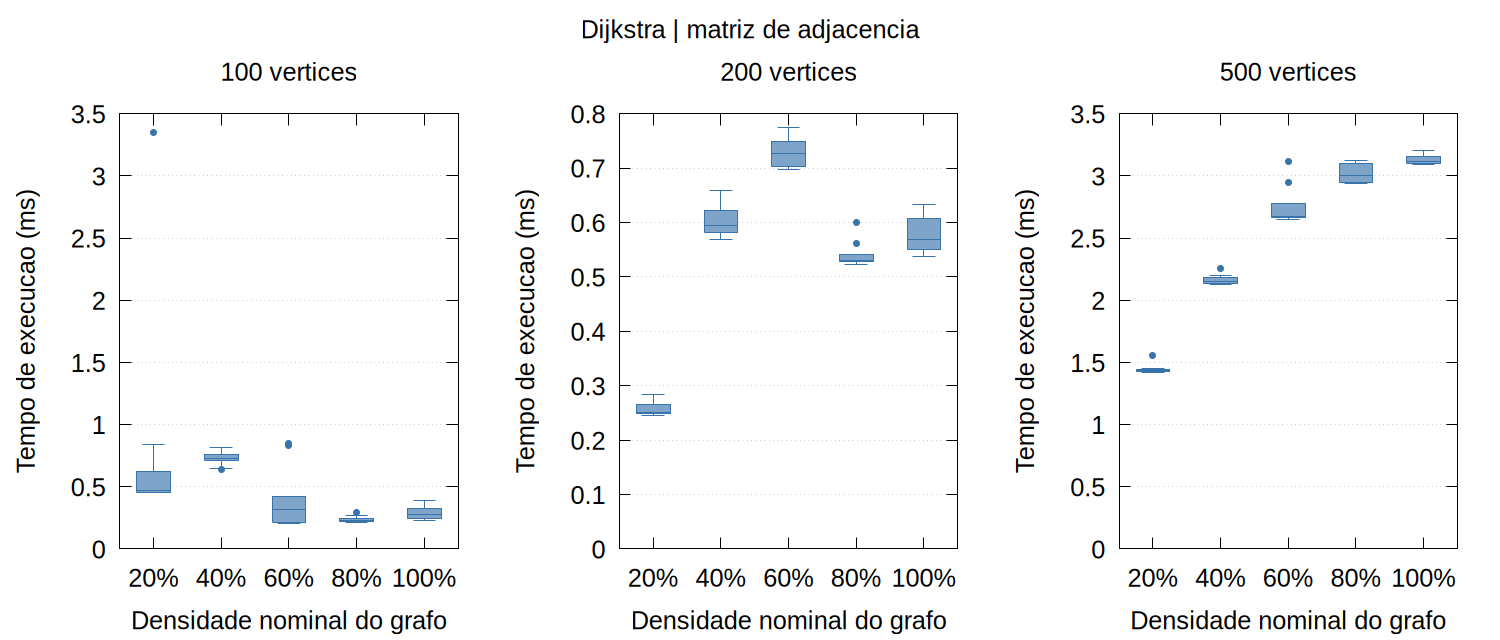 Dijkstra | matriz de adjacencia
100 vertices
3.5
3
2.5
2
1.5
1
0.5
0
20% 40% 60% 80% 100%
Tempo de execucao (ms)
Densidade nominal do grafo
200 vertices
0.8
0.7
0.6
0.5
0.4
0.3
0.2
0.1
0
20% 40% 60% 80% 100%
Tempo de execucao (ms)
Densidade nominal do grafo
500 vertices
3.5
3
2.5
2
1.5
1
0.5
0
20% 40% 60% 80% 100%
Tempo de execucao (ms)
Densidade nominal do grafo